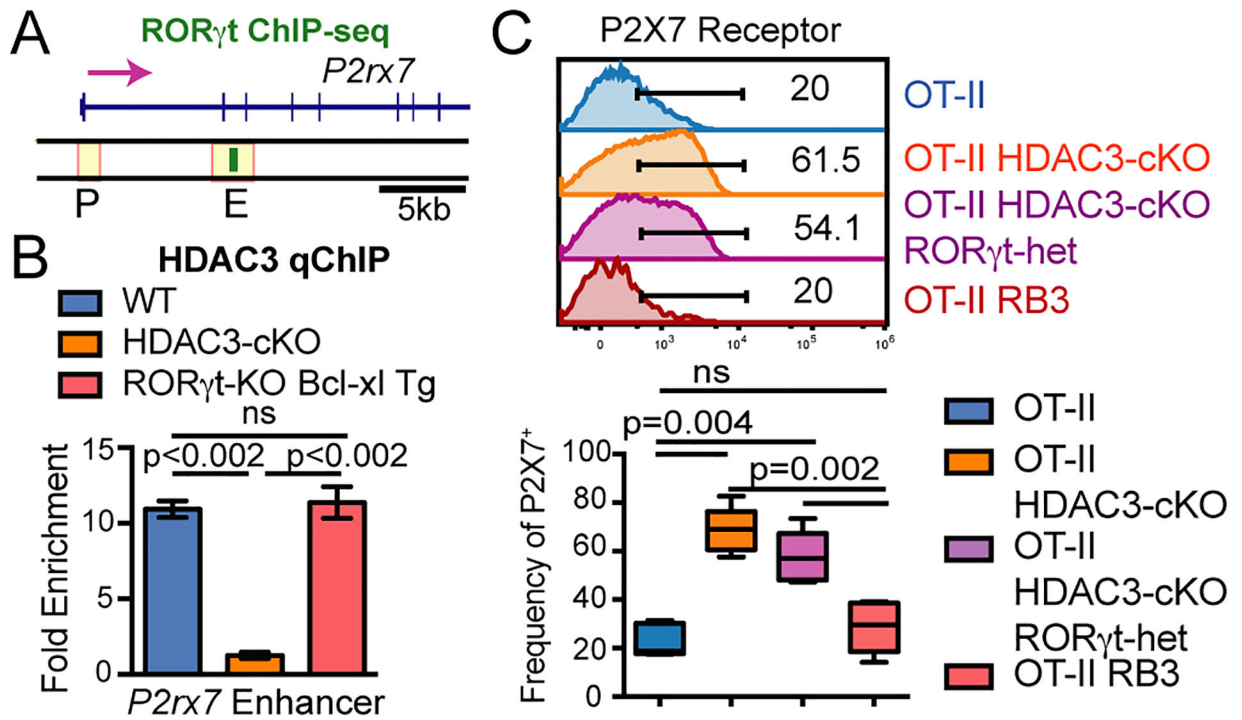 A
RORγt ChIP-seq
P2rx7
P
E
5kb
B
HDAC3 qChIP
WT
HDAC3-cKO
RORγt-KO Bcl-xl Tg
ns
p<0.002
p<0.002
15
10
5
0
Fold Enrichment
P2rx7 Enhancer
C
P2X7 Receptor
20
61.5
54.1
20
0
10³
10⁴
10⁵
10⁶
OT-II
OT-II HDAC3-cKO
OT-II HDAC3-cKO
RORγt-het
OT-II RB3
ns
p=0.004
p=0.002
100
80
60
40
20
0
Frequency of P2X7⁺
OT-II
OT-II
HDAC3-cKO
OT-II
HDAC3-cKO
RORγt-het
OT-II RB3